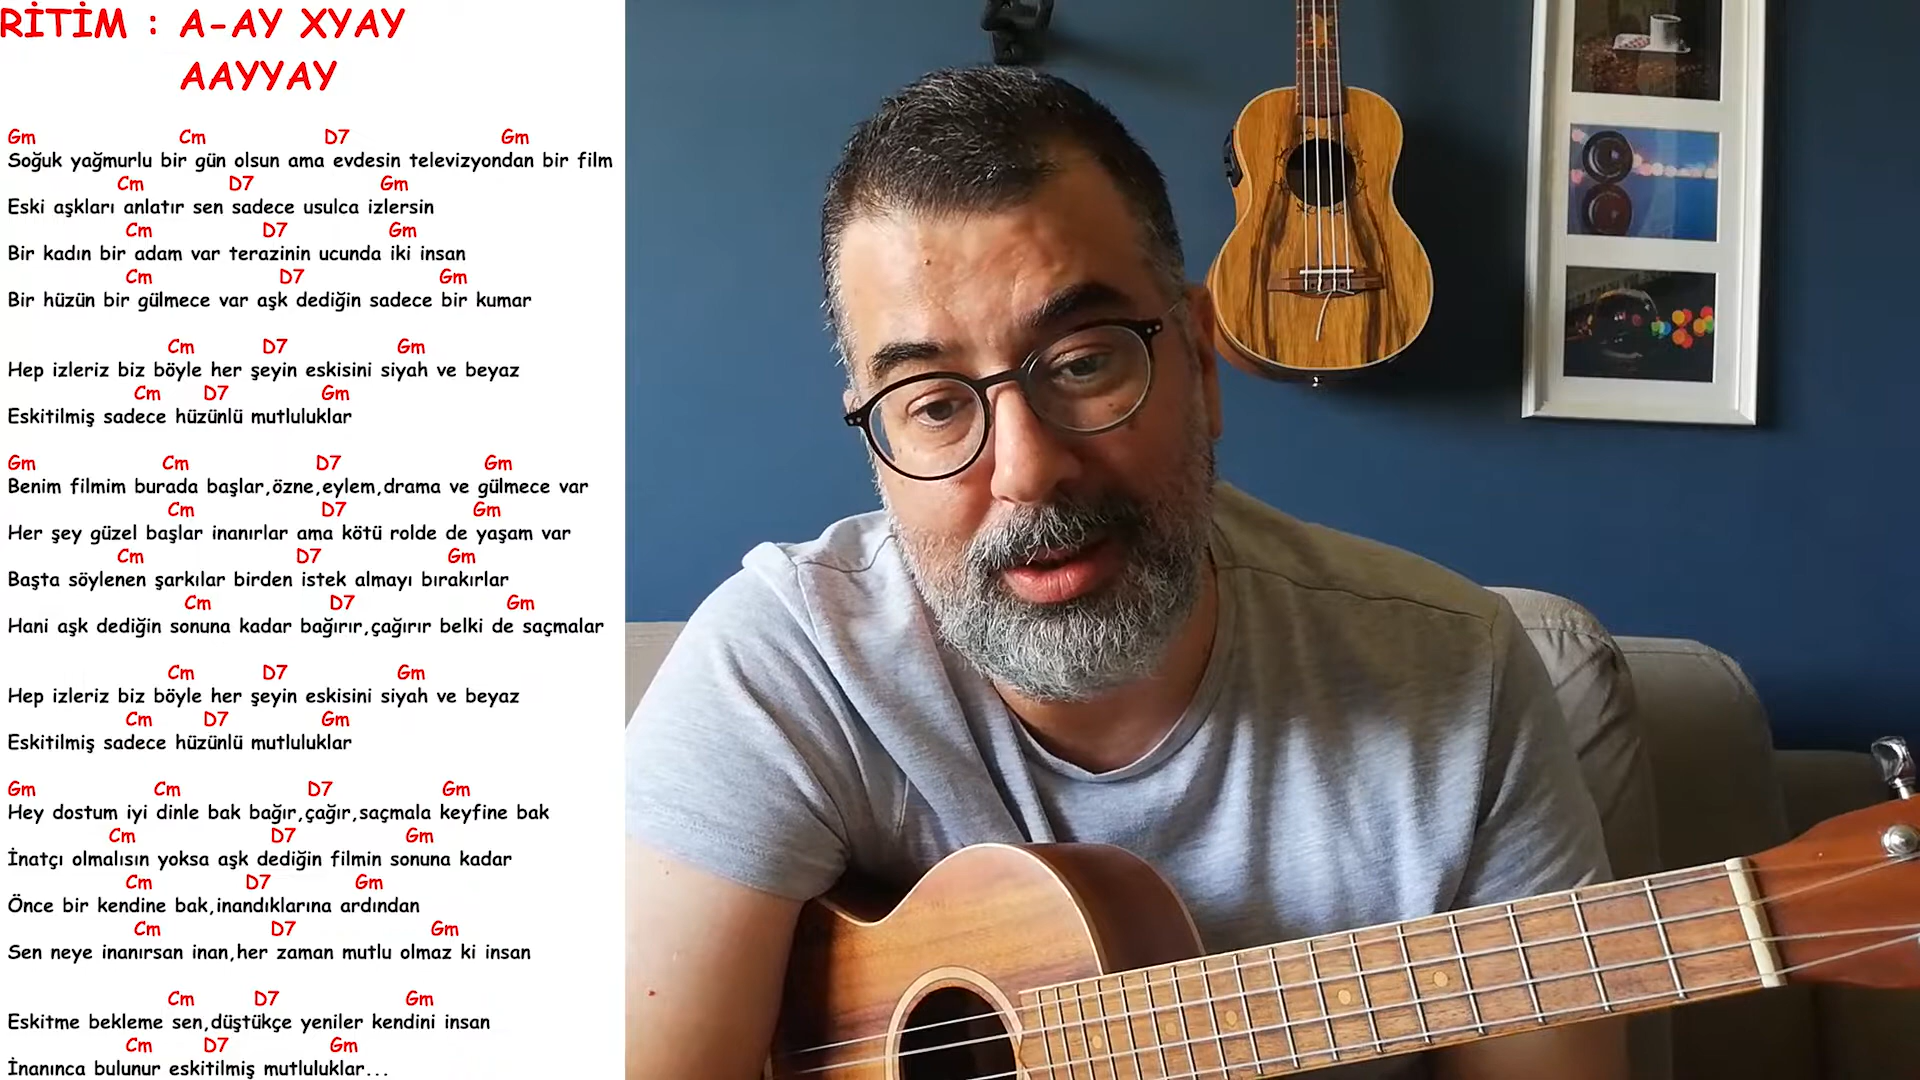 RİTİM : A-AY XYAY
AAYYAY
Gm Cm D7 Gm
Soğuk yağmurlu bir gün olsun ama evdesin televizyondan bir film
Cm D7 Gm
Eski aşkları anlatır sen sadece usulca izlersin
Cm D7 Gm
Bir kadın bir adam var terazinin ucunda iki insan
Cm D7 Gm
Bir hüzün bir gülmece var aşk dediğin sadece bir kumar
Cm D7 Gm
Hep izleriz biz böyle her şeyin eskisini siyah ve beyaz
Cm D7 Gm
Eskitilmiş sadece hüzünlü mutluluklar
Gm Cm D7 Gm
Benim filmim burada başlar,özne,eylem,drama ve gülmece var
Cm D7 Gm
Her şey güzel başlar inanırlar ama kötü rolde de yaşam var
Cm D7 Gm
Başta söylenen şarkılar birden istek almayı bırakırlar
Cm D7 Gm
Hani aşk dediğin sonuna kadar bağırır,çağırır belki de saçmalar
Cm D7 Gm
Hep izleriz biz böyle her şeyin eskisini siyah ve beyaz
Cm D7 Gm
Eskitilmiş sadece hüzünlü mutluluklar
Gm Cm D7 Gm
Hey dostum iyi dinle bak bağır,çağır,saçmala keyfine bak
Cm D7 Gm
İnatçı olmalısın yoksa aşk dediğin filmin sonuna kadar
Cm D7 Gm
Önce bir kendine bak,inandıklarına ardından
Cm D7 Gm
Sen neye inanırsan inan,her zaman mutlu olmaz ki insan
Cm D7 Gm
Eskitme bekleme sen,düştükçe yeniler kendini insan
Cm D7 Gm
İnanınca bulunur eskitilmiş mutluluklar...